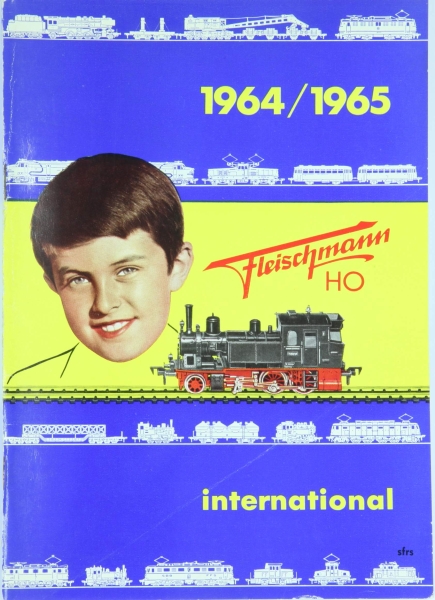 1964/1965
Fleischmann
HO
international
sfrs